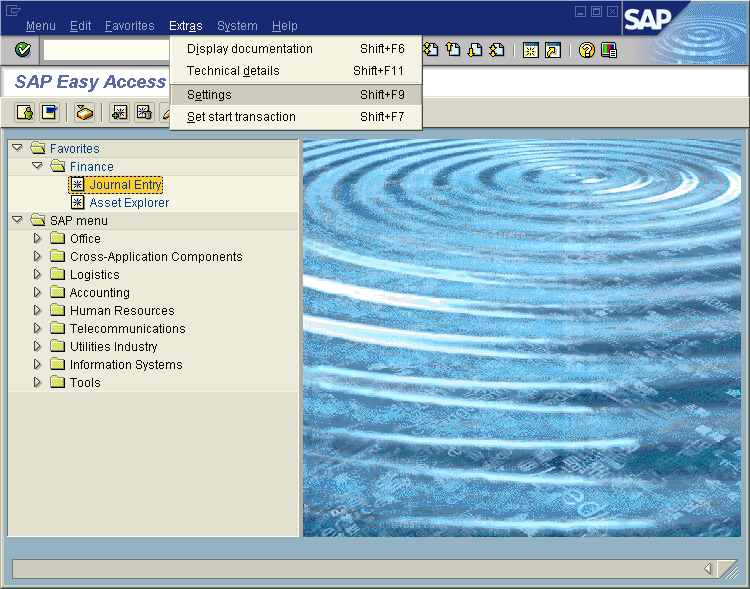 Menu Edit Favorites Extras System Help
SAP
Display documentation Shift+F6
Technical details Shift+F11
Settings Shift+F9
Set start transaction Shift+F7
SAP Easy Access
Favorites
Finance
Journal Entry
Asset Explorer
SAP menu
Office
Cross-Application Components
Logistics
Accounting
Human Resources
Telecommunications
Utilities Industry
Information Systems
Tools